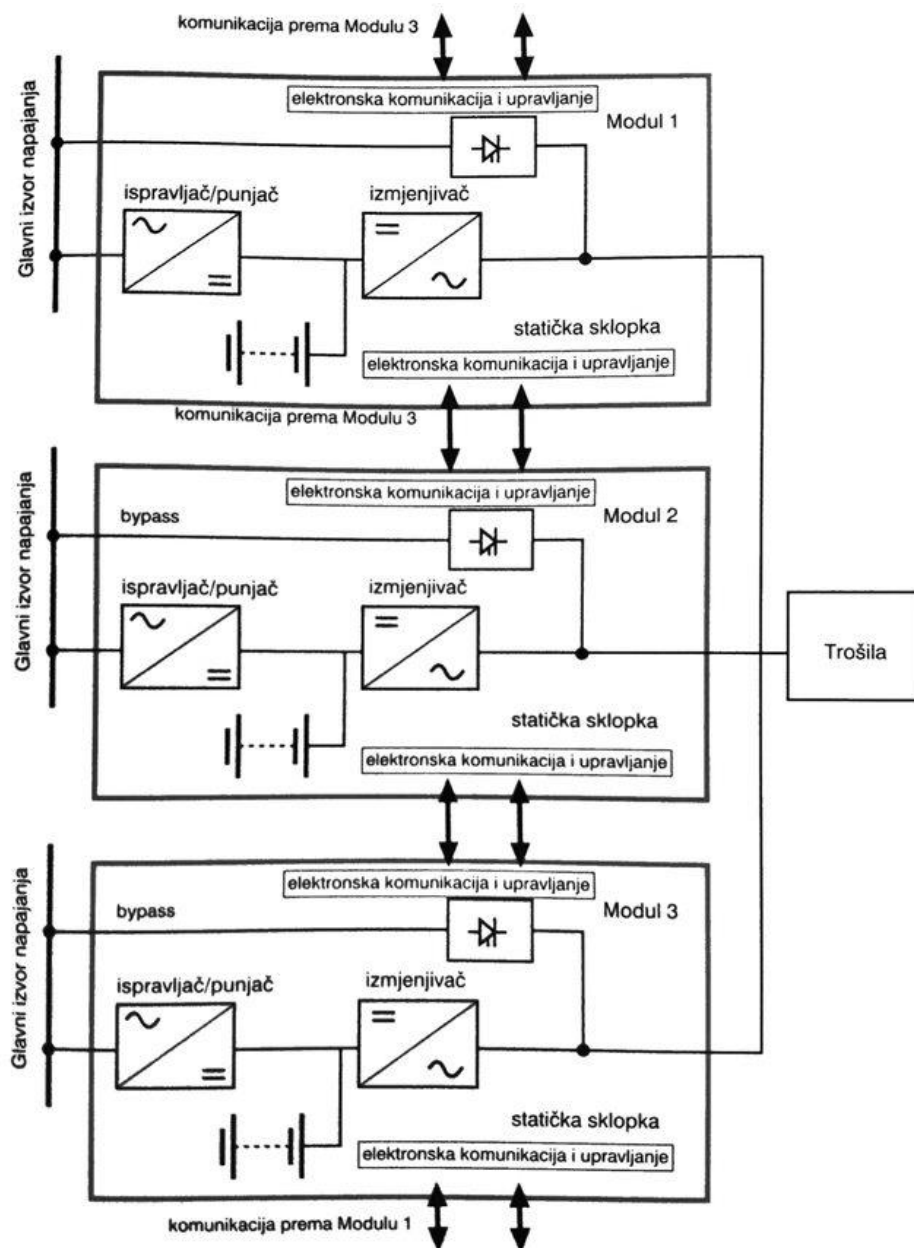 komunikacija prema Modulu 3
elektronska komunikacija i upravljanje
Modul 1
Glavni izvor napajanja
ispravljač/punjač
izmjenjivač
statička sklopka
elektronska komunikacija i upravljanje
komunikacija prema Modulu 3
elektronska komunikacija i upravljanje
Modul 2
Glavni izvor napajanja
bypass
ispravljač/punjač
izmjenjivač
Trošila
statička sklopka
elektronska komunikacija i upravljanje
elektronska komunikacija i upravljanje
Modul 3
Glavni izvor napajanja
bypass
ispravljač/punjač
izmjenjivač
statička sklopka
elektronska komunikacija i upravljanje
komunikacija prema Modulu 1